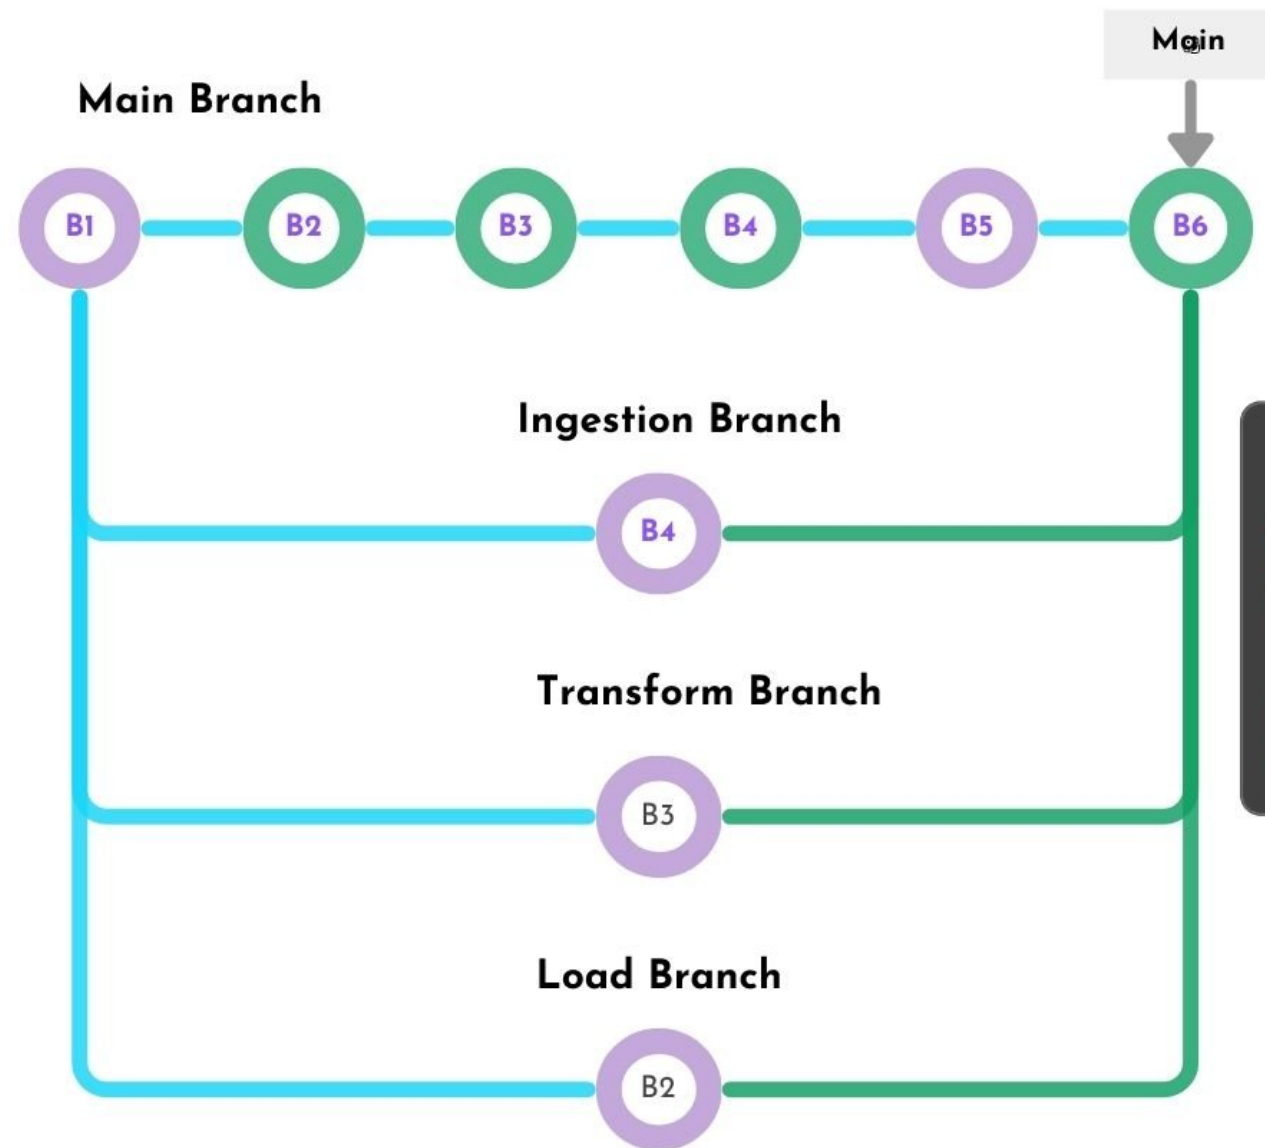 Main
Main Branch
B1 B2 B3 B4 B5 B6
Ingestion Branch
B4
Transform Branch
B3
Load Branch
B2